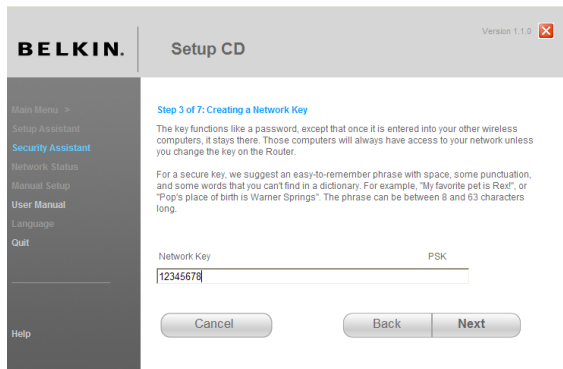 Version 1.1.0
BELKIN.
Setup CD
Main Menu >
Setup Assistant
Security Assistant
Network Status
Manual Setup
User Manual
Language
Quit
Help
Step 3 of 7: Creating a Network Key
The key functions like a password, except that once it is entered into your other wireless
computers, it stays there. Those computers will always have access to your network unless
you change the key on the Router.
For a secure key, we suggest an easy-to-remember phrase with space, some punctuation,
and some words that you can't find in a dictionary. For example, "My favorite pet is Rex!", or
"Pop's place of birth is Warner Springs". The phrase can be between 8 and 63 characters
long.
Network Key PSK
12345678
Cancel Back Next